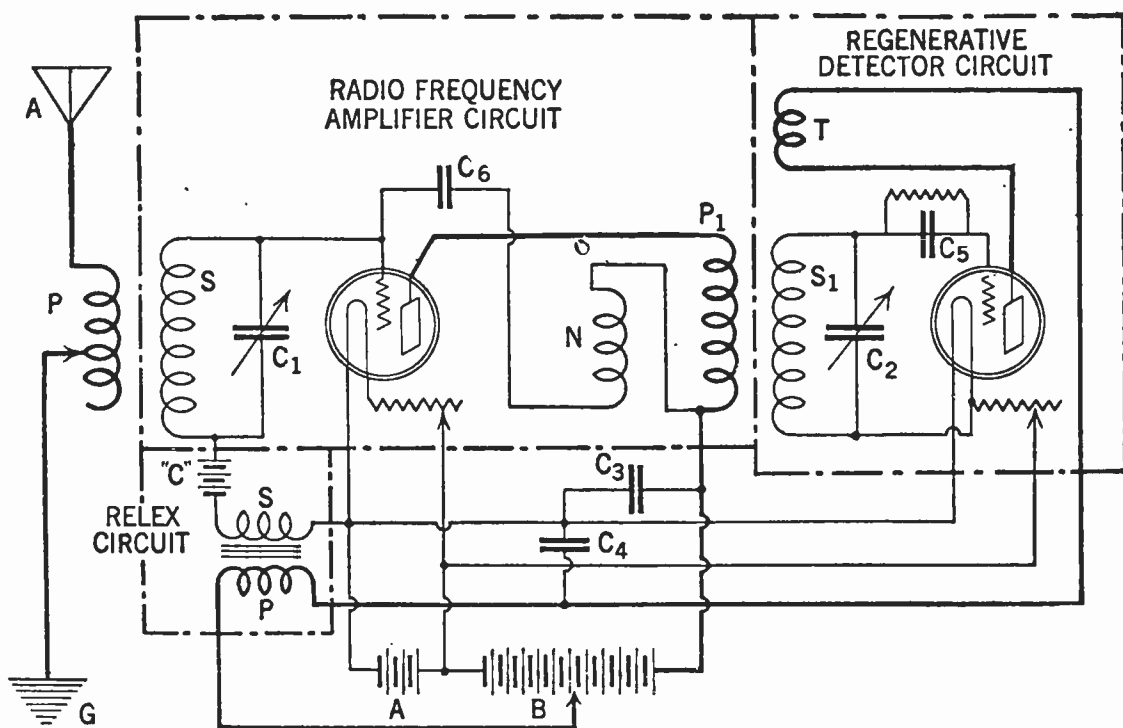 REGENERATIVE
DETECTOR CIRCUIT
RADIO FREQUENCY
AMPLIFIER CIRCUIT
A
T
C6
P1
C5
P
S
C1
N
S1
C2
"C"
RELEX
CIRCUIT
S
C3
C4
P
G
A
B